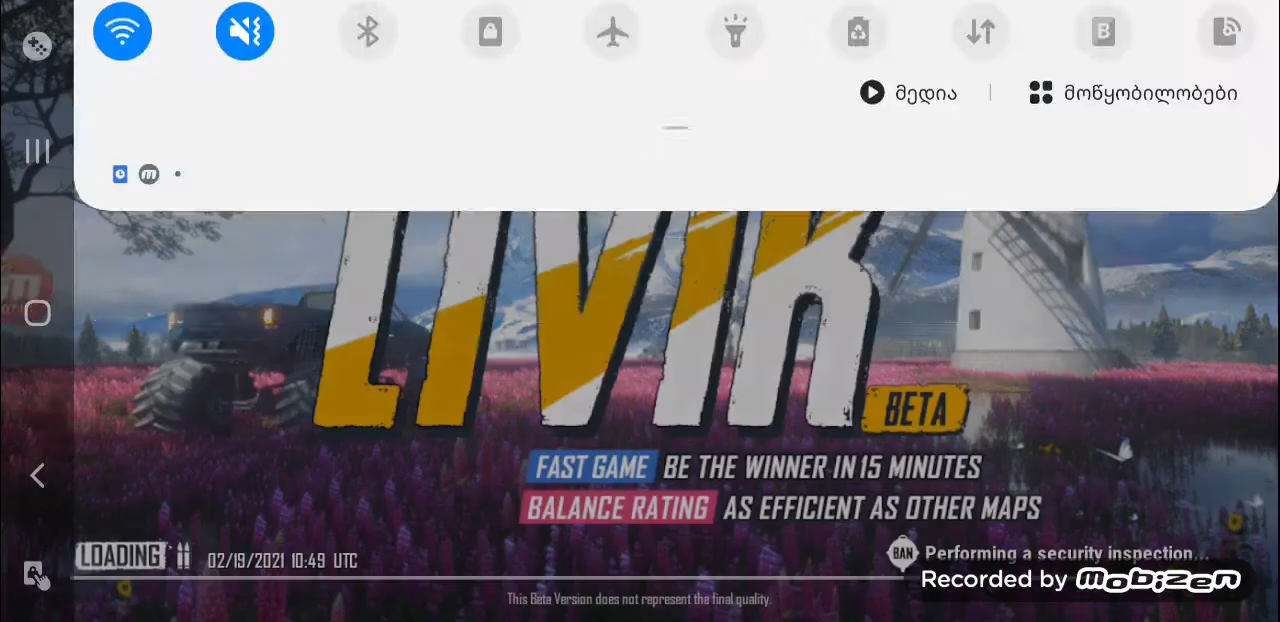 B
მედია
მოწყობილობები
LIVIK
BETA
FAST GAME BE THE WINNER IN 15 MINUTES
BALANCE RATING AS EFFICIENT AS OTHER MAPS
LOADING 02/19/2021 10:49 UTC
BAN Performing a security inspection...
Recorded by mobizen
This Beta Version does not represent the final quality.